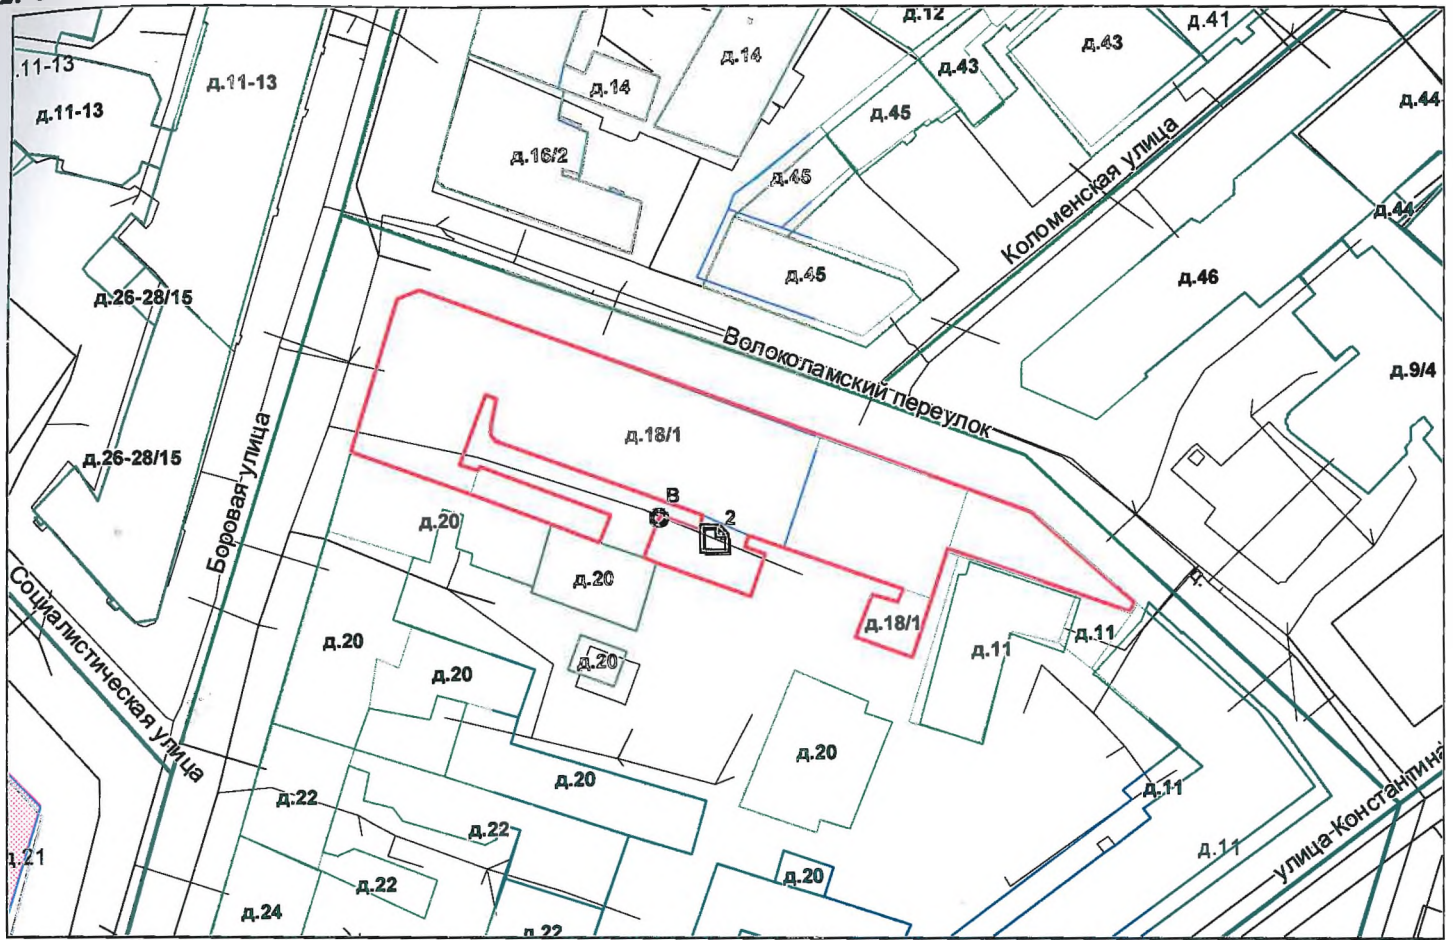 д.12
д.41
д.11-13
д.11-13
д.14
д.14
д.43
д.43
д.11-13
д.45
д.44
д.16/2
д.45
Коломенская улица
д.44
д.45
д.46
д.26-28/15
Волоколамский переулок
д.9/4
д.18/1
д.26-28/15
Боровая улица
В
2
д.20
д.20
д.18/1
д.11
д.11
Социалистическая улица
д.20
д.20
д.20
д.20
д.20
д.11
д.22
д.22
д.11
улица Константина
д.21
д.22
д.20
д.24
д.22